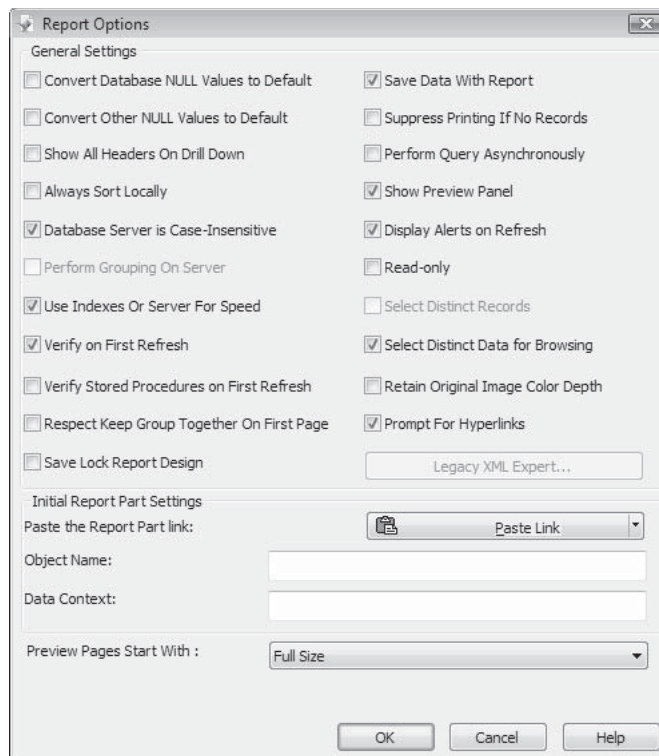 Report Options
General Settings
Convert Database NULL Values to Default
Convert Other NULL Values to Default
Show All Headers On Drill Down
Always Sort Locally
Database Server is Case-Insensitive
Perform Grouping On Server
Use Indexes Or Server For Speed
Verify on First Refresh
Verify Stored Procedures on First Refresh
Respect Keep Group Together On First Page
Save Lock Report Design
Save Data With Report
Suppress Printing If No Records
Perform Query Asynchronously
Show Preview Panel
Display Alerts on Refresh
Read-only
Select Distinct Records
Select Distinct Data for Browsing
Retain Original Image Color Depth
Prompt For Hyperlinks
Legacy XML Expert...
Initial Report Part Settings
Paste the Report Part link:
Paste Link
Object Name:
Data Context:
Preview Pages Start With :
Full Size
OK
Cancel
Help